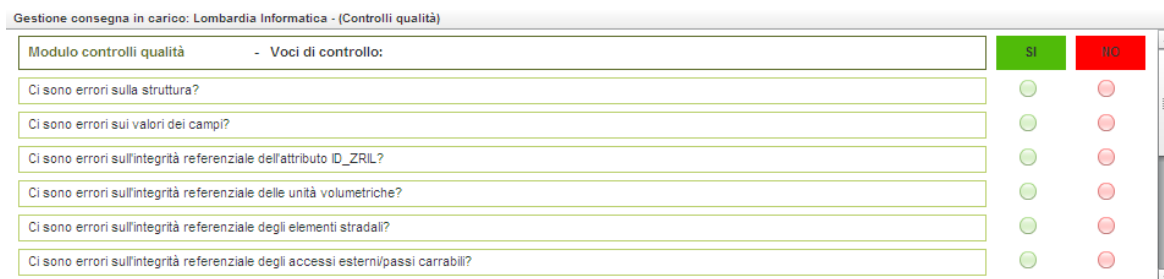 Gestione consegna in carico: Lombardia Informatica - (Controlli qualità)
Modulo controlli qualità - Voci di controllo: SI NO
Ci sono errori sulla struttura?
Ci sono errori sui valori dei campi?
Ci sono errori sull'integrità referenziale dell'attributo ID_ZRIL?
Ci sono errori sull'integrità referenziale delle unità volumetriche?
Ci sono errori sull'integrità referenziale degli elementi stradali?
Ci sono errori sull'integrità referenziale degli accessi esterni/passi carrabili?